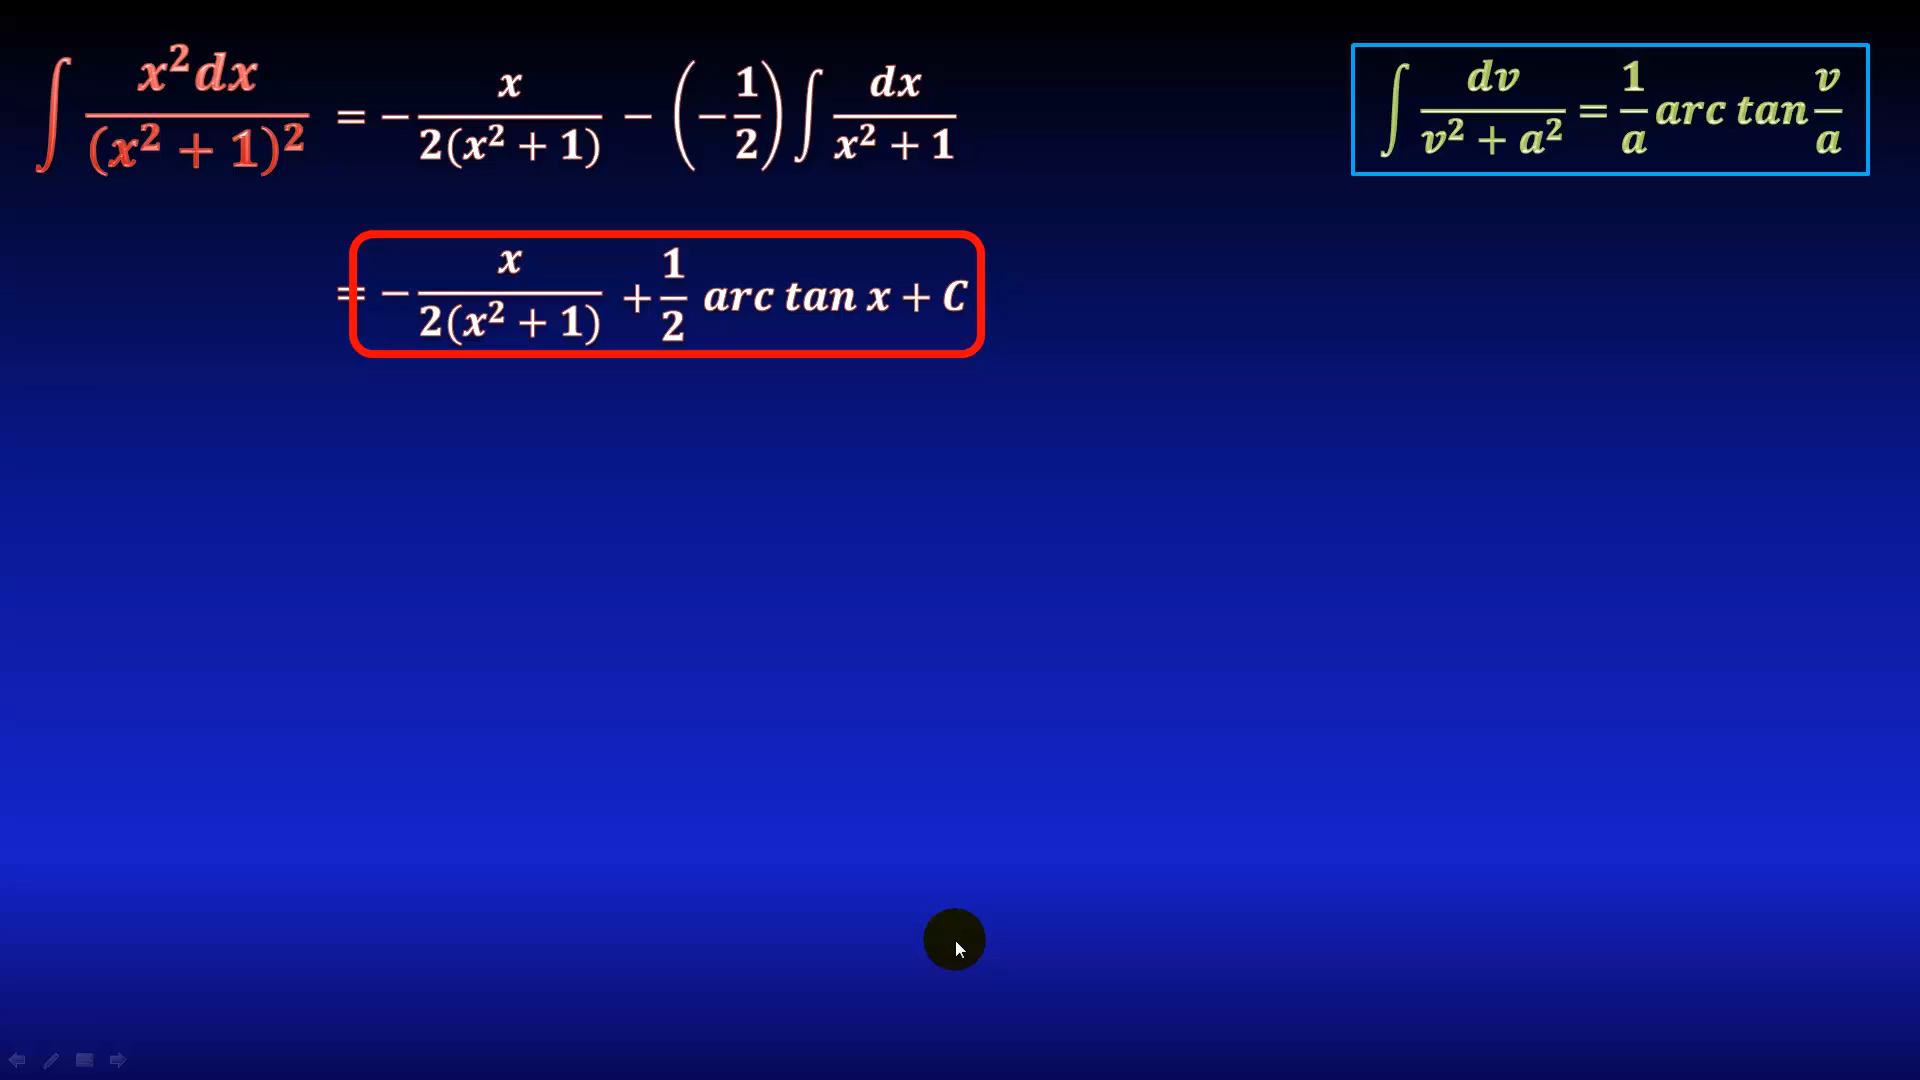 ∫ x²dx / (x² + 1)² = − x / 2(x² + 1) − (− 1/2) ∫ dx / x² + 1
∫ dv / v² + a² = 1/a arc tan v/a
= − x / 2(x² + 1) + 1/2 arc tan x + C